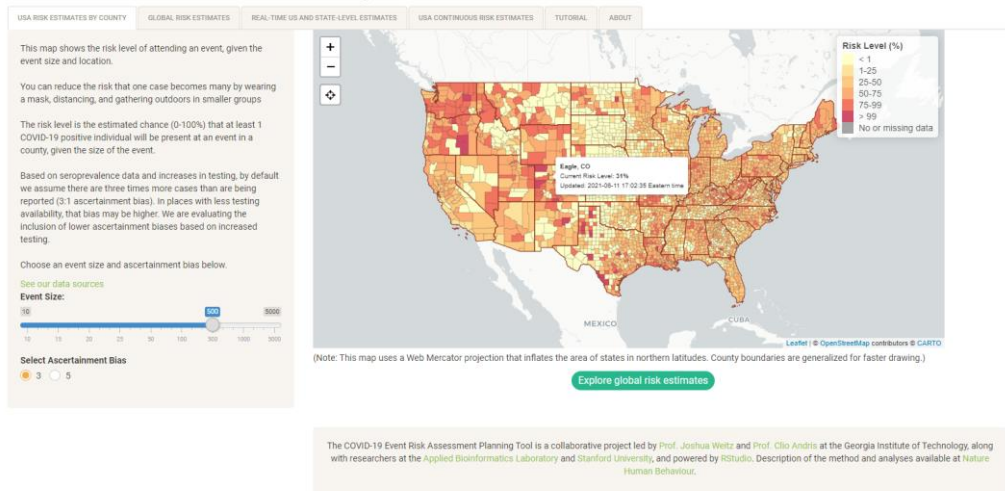 USA RISK ESTIMATES BY COUNTY
GLOBAL RISK ESTIMATES
REAL-TIME US AND STATE-LEVEL ESTIMATES
USA CONTINUOUS RISK ESTIMATES
TUTORIAL
ABOUT
This map shows the risk level of attending an event, given the
event size and location.
You can reduce the risk that one case becomes many by wearing
a mask, distancing, and gathering outdoors in smaller groups
The risk level is the estimated chance (0-100%) that at least 1
COVID-19 positive individual will be present at an event in a
county, given the size of the event.
Based on seroprevalence data and increases in testing, by default
we assume there are three times more cases than are being
reported (3:1 ascertainment bias). In places with less testing
availability, that bias may be higher. We are evaluating the
inclusion of lower ascertainment biases based on increased
testing.
Choose an event size and ascertainment bias below.
See our data sources
Event Size:
10
500
5000
10 15 20 25 50 100 500 1000 5000
Select Ascertainment Bias
3 5
+
−
Risk Level (%)
< 1
1-25
25-50
50-75
75-99
> 99
No or missing data
Eagle, CO
Current Risk Level: 31%
Updated: 2021-06-11 17:02:35 Eastern time
MEXICO
CUBA
Leaflet | © OpenStreetMap contributors © CARTO
(Note: This map uses a Web Mercator projection that inflates the area of states in northern latitudes. County boundaries are generalized for faster drawing.)
Explore global risk estimates
The COVID-19 Event Risk Assessment Planning Tool is a collaborative project led by Prof. Joshua Weitz and Prof. Clio Andris at the Georgia Institute of Technology, along
with researchers at the Applied Bioinformatics Laboratory and Stanford University, and powered by RStudio. Description of the method and analyses available at Nature
Human Behaviour.